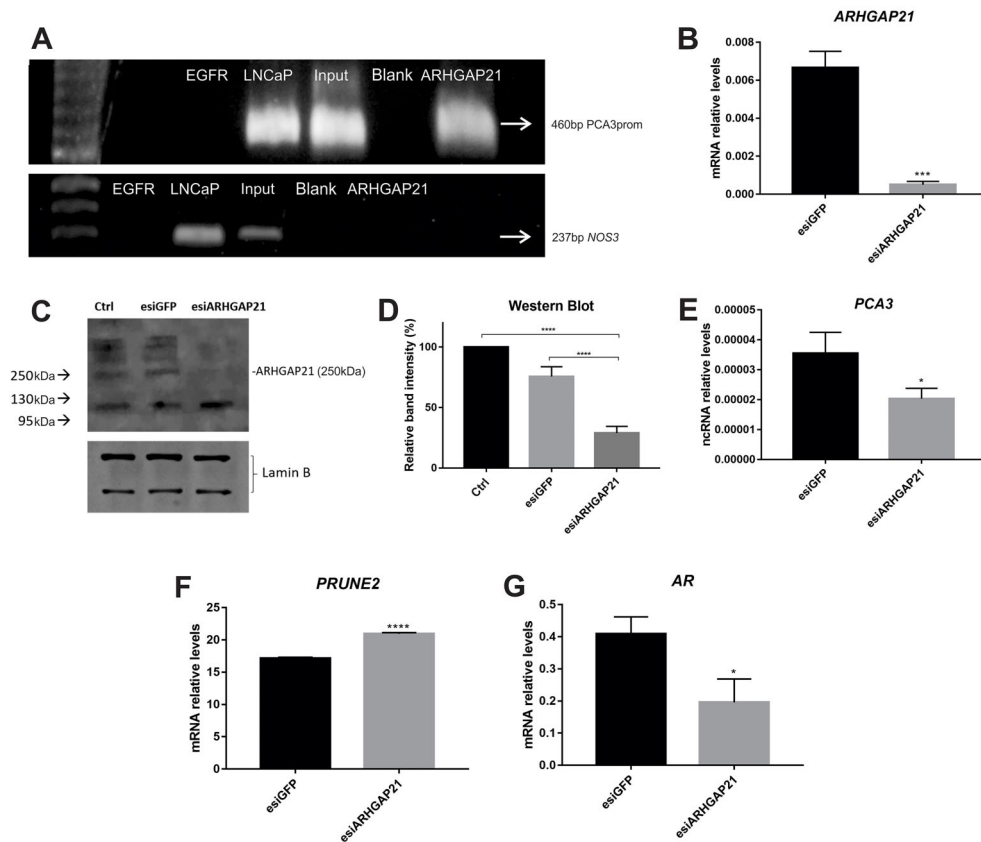 A
EGFR LNCaP Input Blank ARHGAP21
460bp PCA3prom
EGFR LNCaP Input Blank ARHGAP21
237bp NOS3
B
ARHGAP21
mRNA relative levels
0.008
0.006
0.004
0.002
0.000
***
esiGFP
esiARHGAP21
C
Ctrl esiGFP esiARHGAP21
250kDa→
130kDa→
95kDa→
-ARHGAP21 (250kDa)
Lamin B
D
Western Blot
Relative band intensity (%)
100
50
0
****
****
Ctrl
esiGFP
esiARHGAP21
E
PCA3
ncRNA relative levels
0.00005
0.00004
0.00003
0.00002
0.00001
0.00000
*
esiGFP
esiARHGAP21
F
PRUNE2
mRNA relative levels
25
20
15
10
5
0
****
esiGFP
esiARHGAP21
G
AR
mRNA relative levels
0.5
0.4
0.3
0.2
0.1
0.0
*
esiGFP
esiARHGAP21